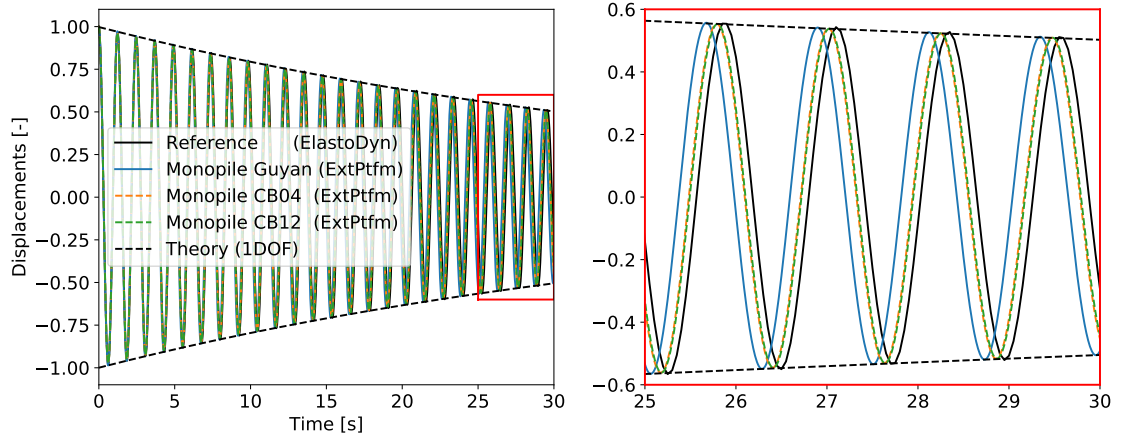 1.00
0.75
0.50
0.25
0.00
−0.25
−0.50
−0.75
−1.00
Displacements [-]
Reference (ElastoDyn)
Monopile Guyan (ExtPtfm)
Monopile CB04 (ExtPtfm)
Monopile CB12 (ExtPtfm)
Theory (1DOF)
0 5 10 15 20 25 30
Time [s]
0.6
0.4
0.2
0.0
−0.2
−0.4
−0.6
25 26 27 28 29 30